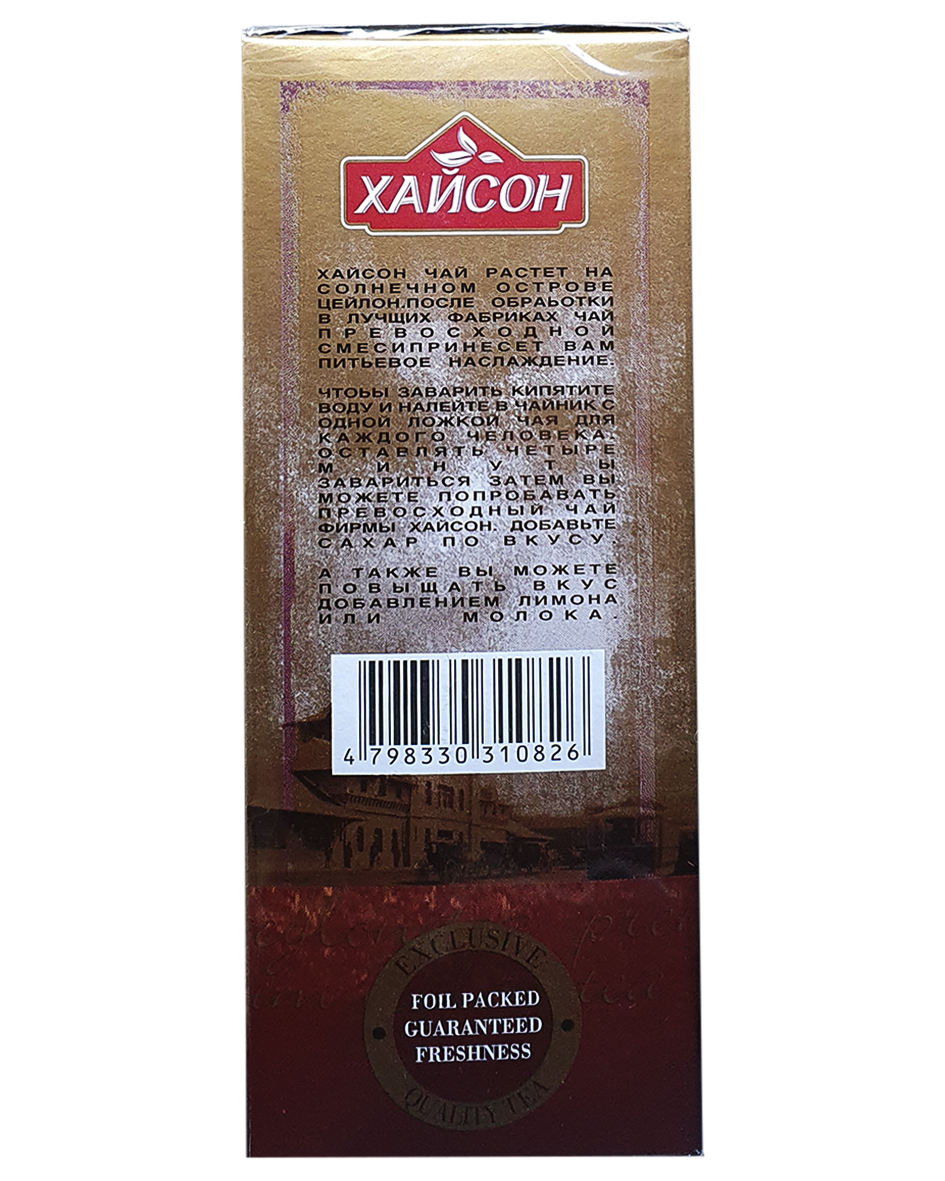 ХАЙСОН
ХАЙСОН ЧАЙ РАСТЕТ НА
СОЛНЕЧНОМ ОСТРОВЕ
ЦЕЙЛОН.ПОСЛЕ ОБРАЬОТКИ
В ЛУЧЩИХ ФАБРИКАХ ЧАЙ
ПРЕВОСХОДНОЙ
СМЕСИПРИНЕСЕТ ВАМ
ПИТЬЕВОЕ НАСЛАЖДЕНИЕ.
ЧТОЬЫ ЗАВАРИТЬ КИПЯТИТЕ
ВОДУ И НАЛЕЙТЕ В ЧАЙНИК С
ОДНОЙ ЛОЖКОЙ ЧАЯ ДЛЯ
КАЖДОГО ЧЕЛОВЕКА.
ОСТАВЛЯТЬ ЧЕТЫРЕ
МИНУТЫ
ЗАВАРИТЬСЯ ЗАТЕМ ВЫ
МОЖЕТЕ ПОПРОБАВАТЬ
ПРЕВОСХОДНЫЙ ЧАЙ
ФИРМЫ ХАЙСОН. ДОБАВЬТЕ
САХАР ПО ВКУСУ
А ТАКЖЕ ВЫ МОЖЕТЕ
ПОВЫЩАТЬ ВКУС
ДОБАВЛЕНИЕМ ЛИМОНА
ИЛИ МОЛОКА.
4 798330 310826
EXCLUSIVE
FOIL PACKED
GUARANTEED
FRESHNESS
QUALITY TEA